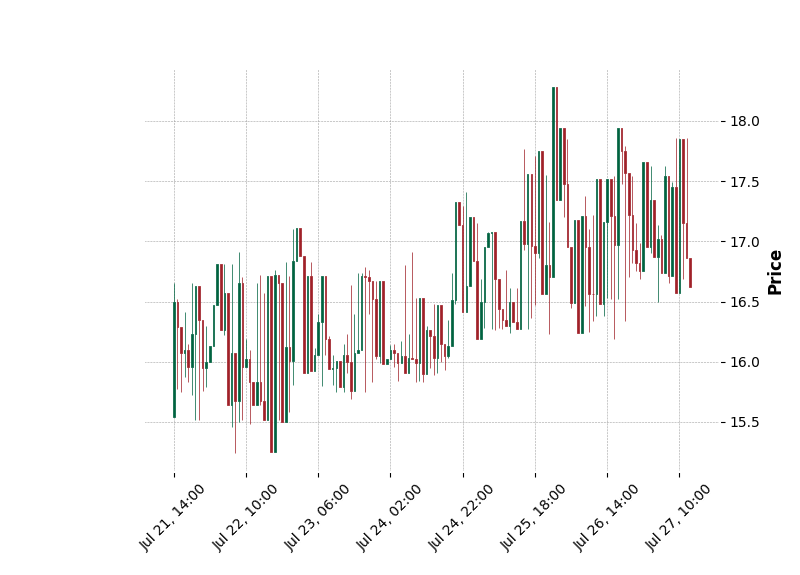 18.0
17.5
17.0
16.5
16.0
15.5
Price
Jul 21, 14:00
Jul 22, 10:00
Jul 23, 06:00
Jul 24, 02:00
Jul 24, 22:00
Jul 25, 18:00
Jul 26, 14:00
Jul 27, 10:00